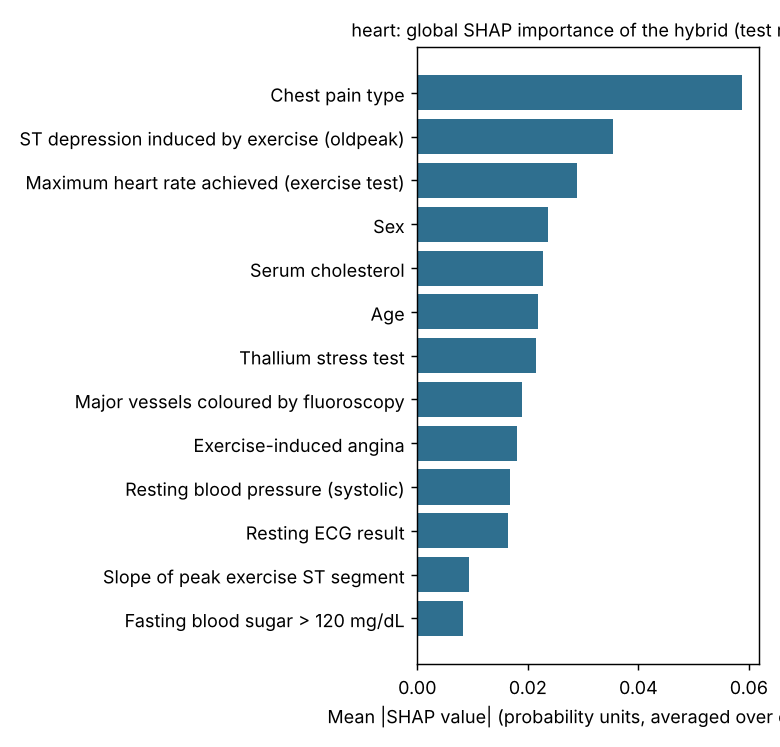 heart: global SHAP importance of the hybrid (test
Chest pain type
ST depression induced by exercise (oldpeak)
Maximum heart rate achieved (exercise test)
Sex
Serum cholesterol
Age
Thallium stress test
Major vessels coloured by fluoroscopy
Exercise-induced angina
Resting blood pressure (systolic)
Resting ECG result
Slope of peak exercise ST segment
Fasting blood sugar > 120 mg/dL
0.00 0.02 0.04 0.06
Mean |SHAP value| (probability units, averaged over